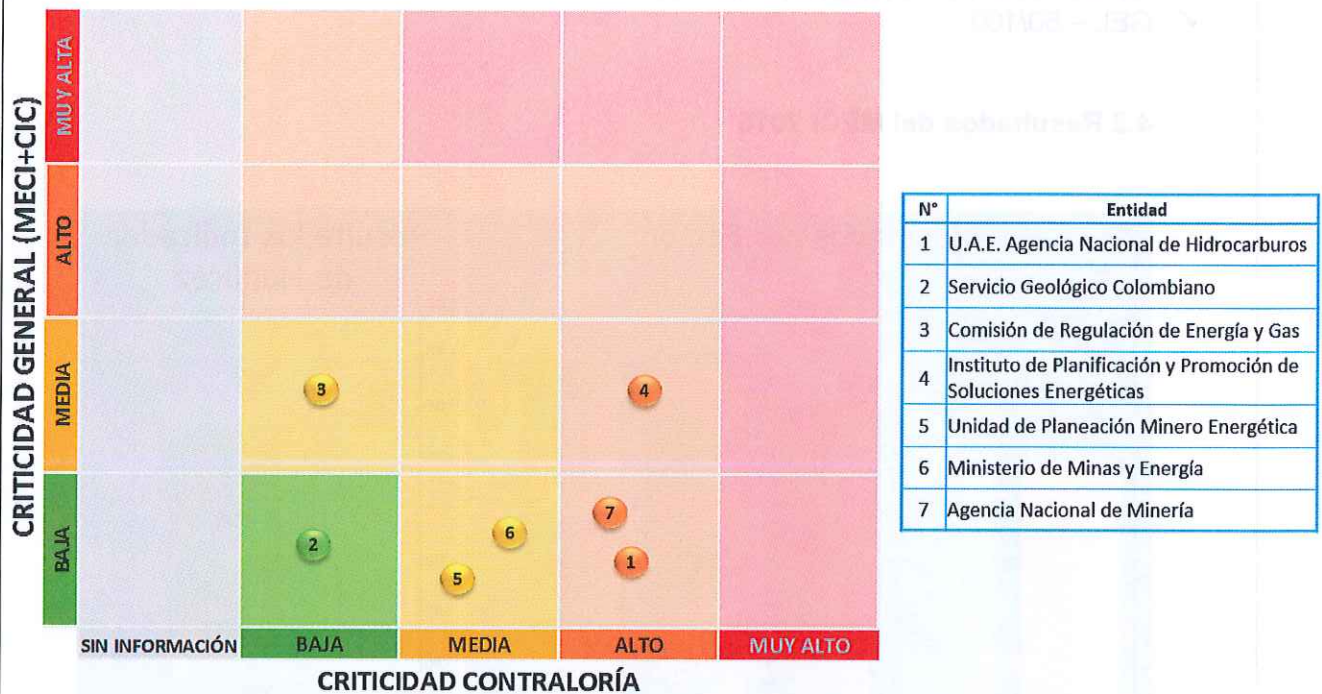 CRITICIDAD GENERAL (MECI+CIC)
MUY ALTA
ALTO
MEDIA
BAJA
3
4
7
6
2
1
5
SIN INFORMACIÓN
BAJA
MEDIA
ALTO
MUY ALTO
CRITICIDAD CONTRALORÍA
N° Entidad
1 U.A.E. Agencia Nacional de Hidrocarburos
2 Servicio Geológico Colombiano
3 Comisión de Regulación de Energía y Gas
4 Instituto de Planificación y Promoción de
Soluciones Energéticas
5 Unidad de Planeación Minero Energética
6 Ministerio de Minas y Energía
7 Agencia Nacional de Minería